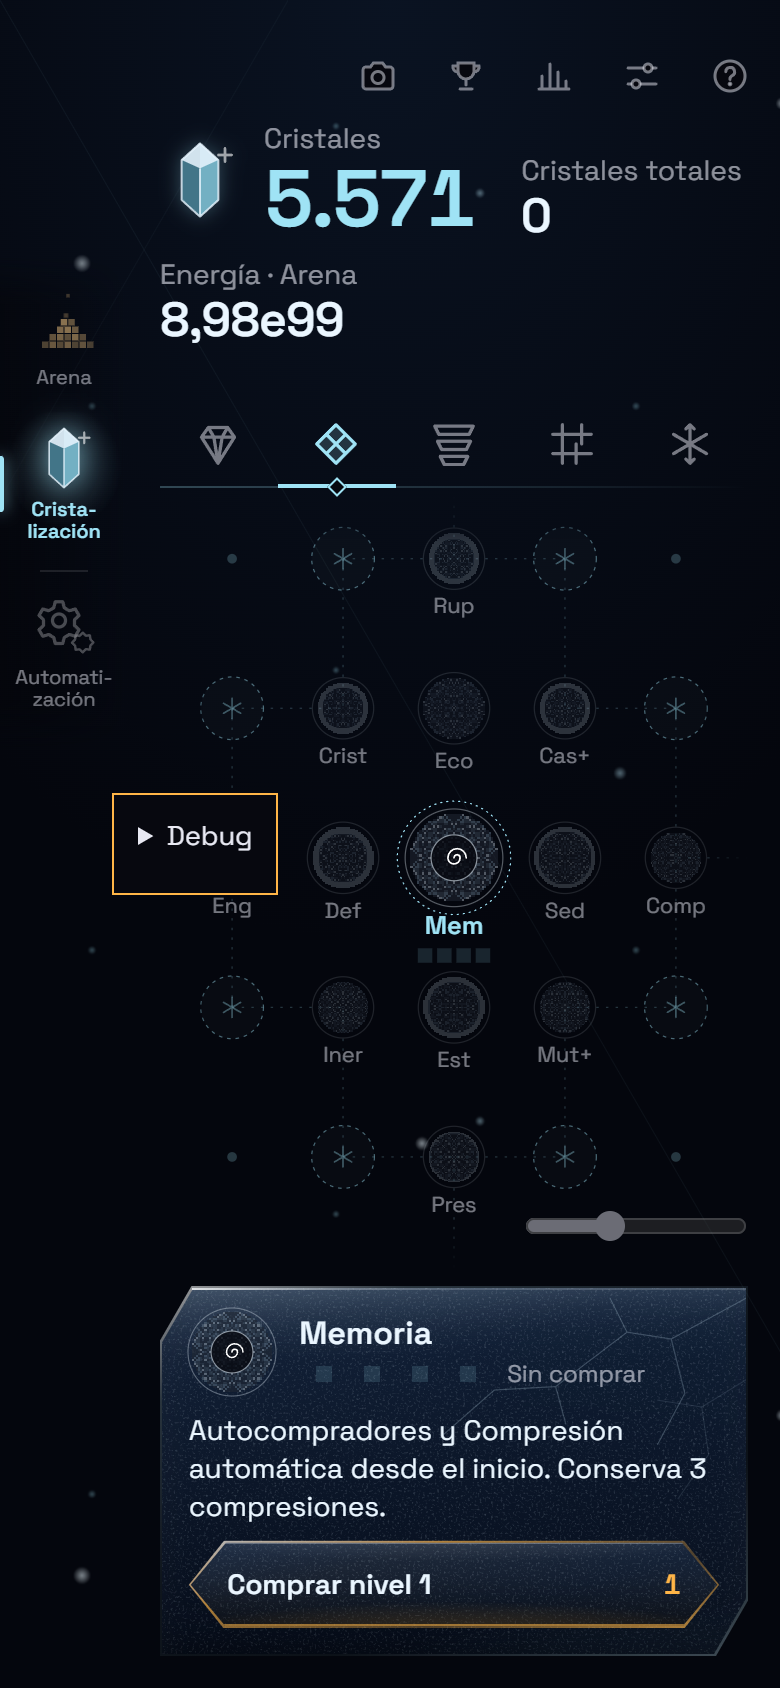 Cristales
5.571
Cristales totales
0
Energía · Arena
8,98e99
Arena
Crista-
lización
Automati-
zación
Rup
Crist
Eco
Cas+
Debug
Eng
Def
Mem
Sed
Comp
Iner
Est
Mut+
Pres
Memoria
Sin comprar
Autocompradores y Compresión
automática desde el inicio. Conserva 3
compresiones.
Comprar nivel 1
1